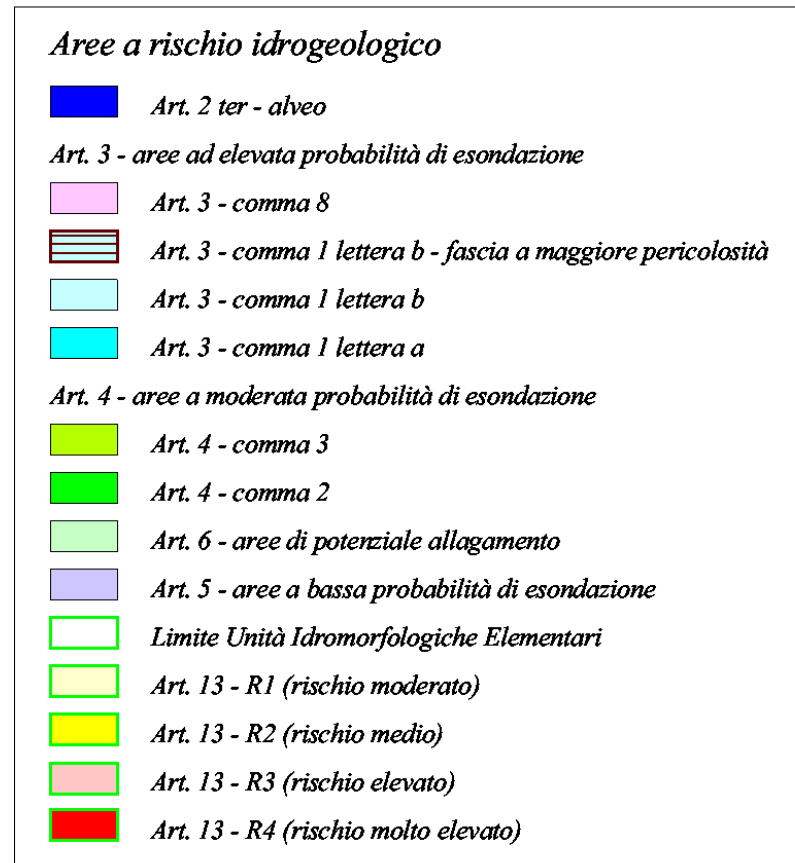 Aree a rischio idrogeologico
Art. 2 ter - alveo
Art. 3 - aree ad elevata probabilità di esondazione
Art. 3 - comma 8
Art. 3 - comma 1 lettera b - fascia a maggiore pericolosità
Art. 3 - comma 1 lettera b
Art. 3 - comma 1 lettera a
Art. 4 - aree a moderata probabilità di esondazione
Art. 4 - comma 3
Art. 4 - comma 2
Art. 6 - aree di potenziale allagamento
Art. 5 - aree a bassa probabilità di esondazione
Limite Unità Idromorfologiche Elementari
Art. 13 - R1 (rischio moderato)
Art. 13 - R2 (rischio medio)
Art. 13 - R3 (rischio elevato)
Art. 13 - R4 (rischio molto elevato)